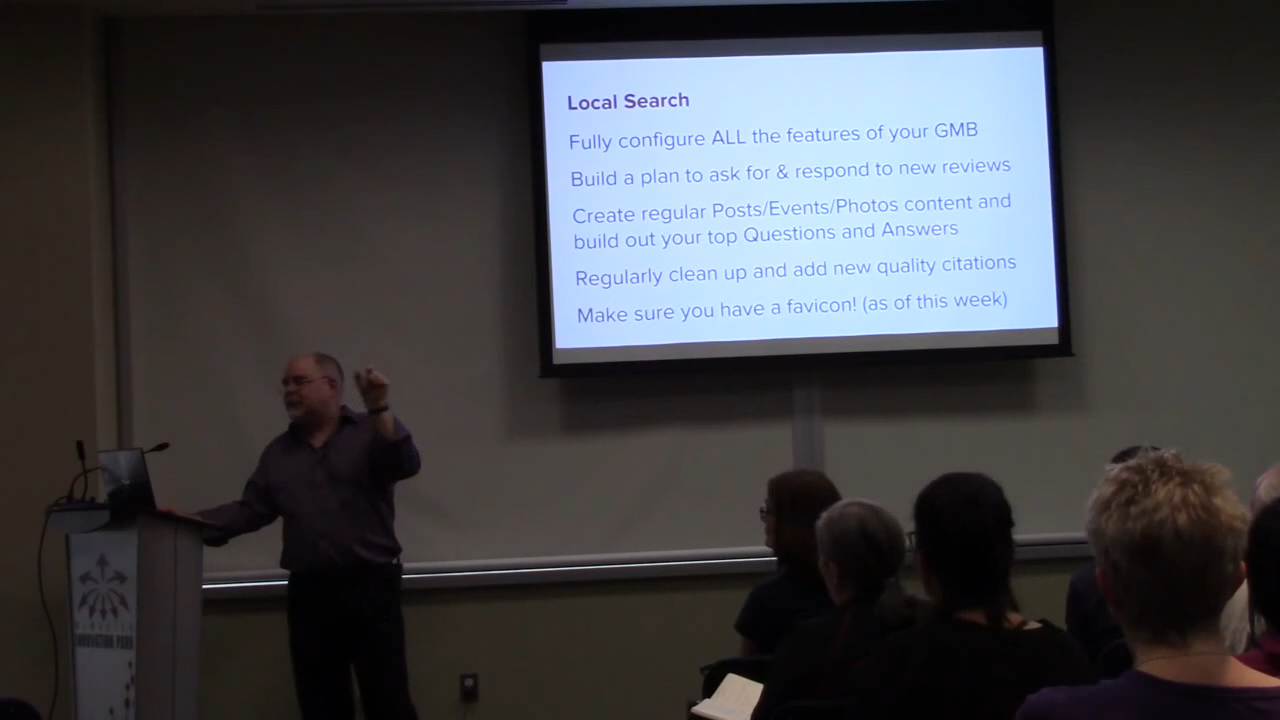 Local Search
Fully configure ALL the features of your GMB
Build a plan to ask for & respond to new reviews
Create regular Posts/Events/Photos content and
build out your top Questions and Answers
Regularly clean up and add new quality citations
Make sure you have a favicon! (as of this week)
INNOVATION PARK